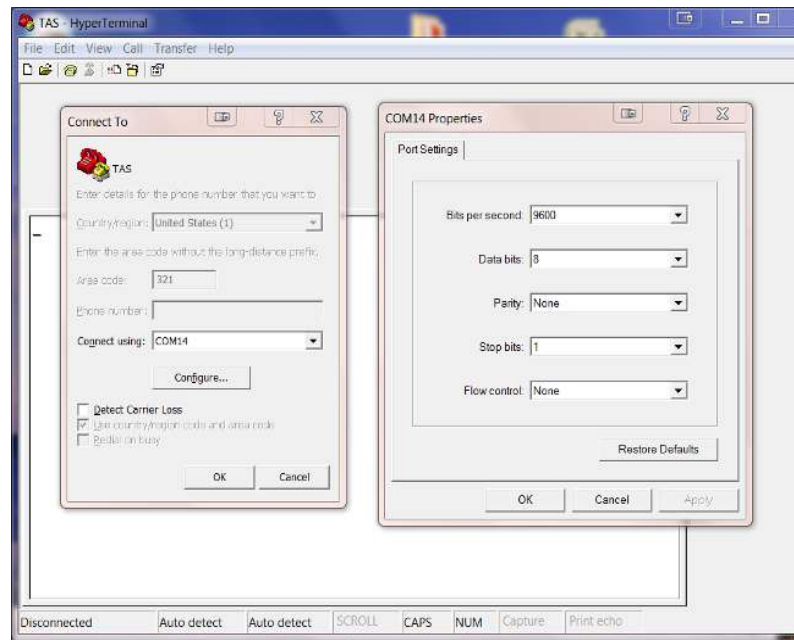 TAS - HyperTerminal
File Edit View Call Transfer Help
Connect To
TAS
Enter details for the phone number that you want to
Country/region: United States (1)
Enter the area code without the long-distance prefix.
Area code: 321
Phone number:
Connect using: COM14
Configure...
Detect Carrier Loss
Use country/region code and area code
Redial on busy
OK Cancel
COM14 Properties
Port Settings
Bits per second: 9600
Data bits: 8
Parity: None
Stop bits: 1
Flow control: None
Restore Defaults
OK Cancel Apply
Disconnected Auto detect Auto detect SCROLL CAPS NUM Capture Print echo